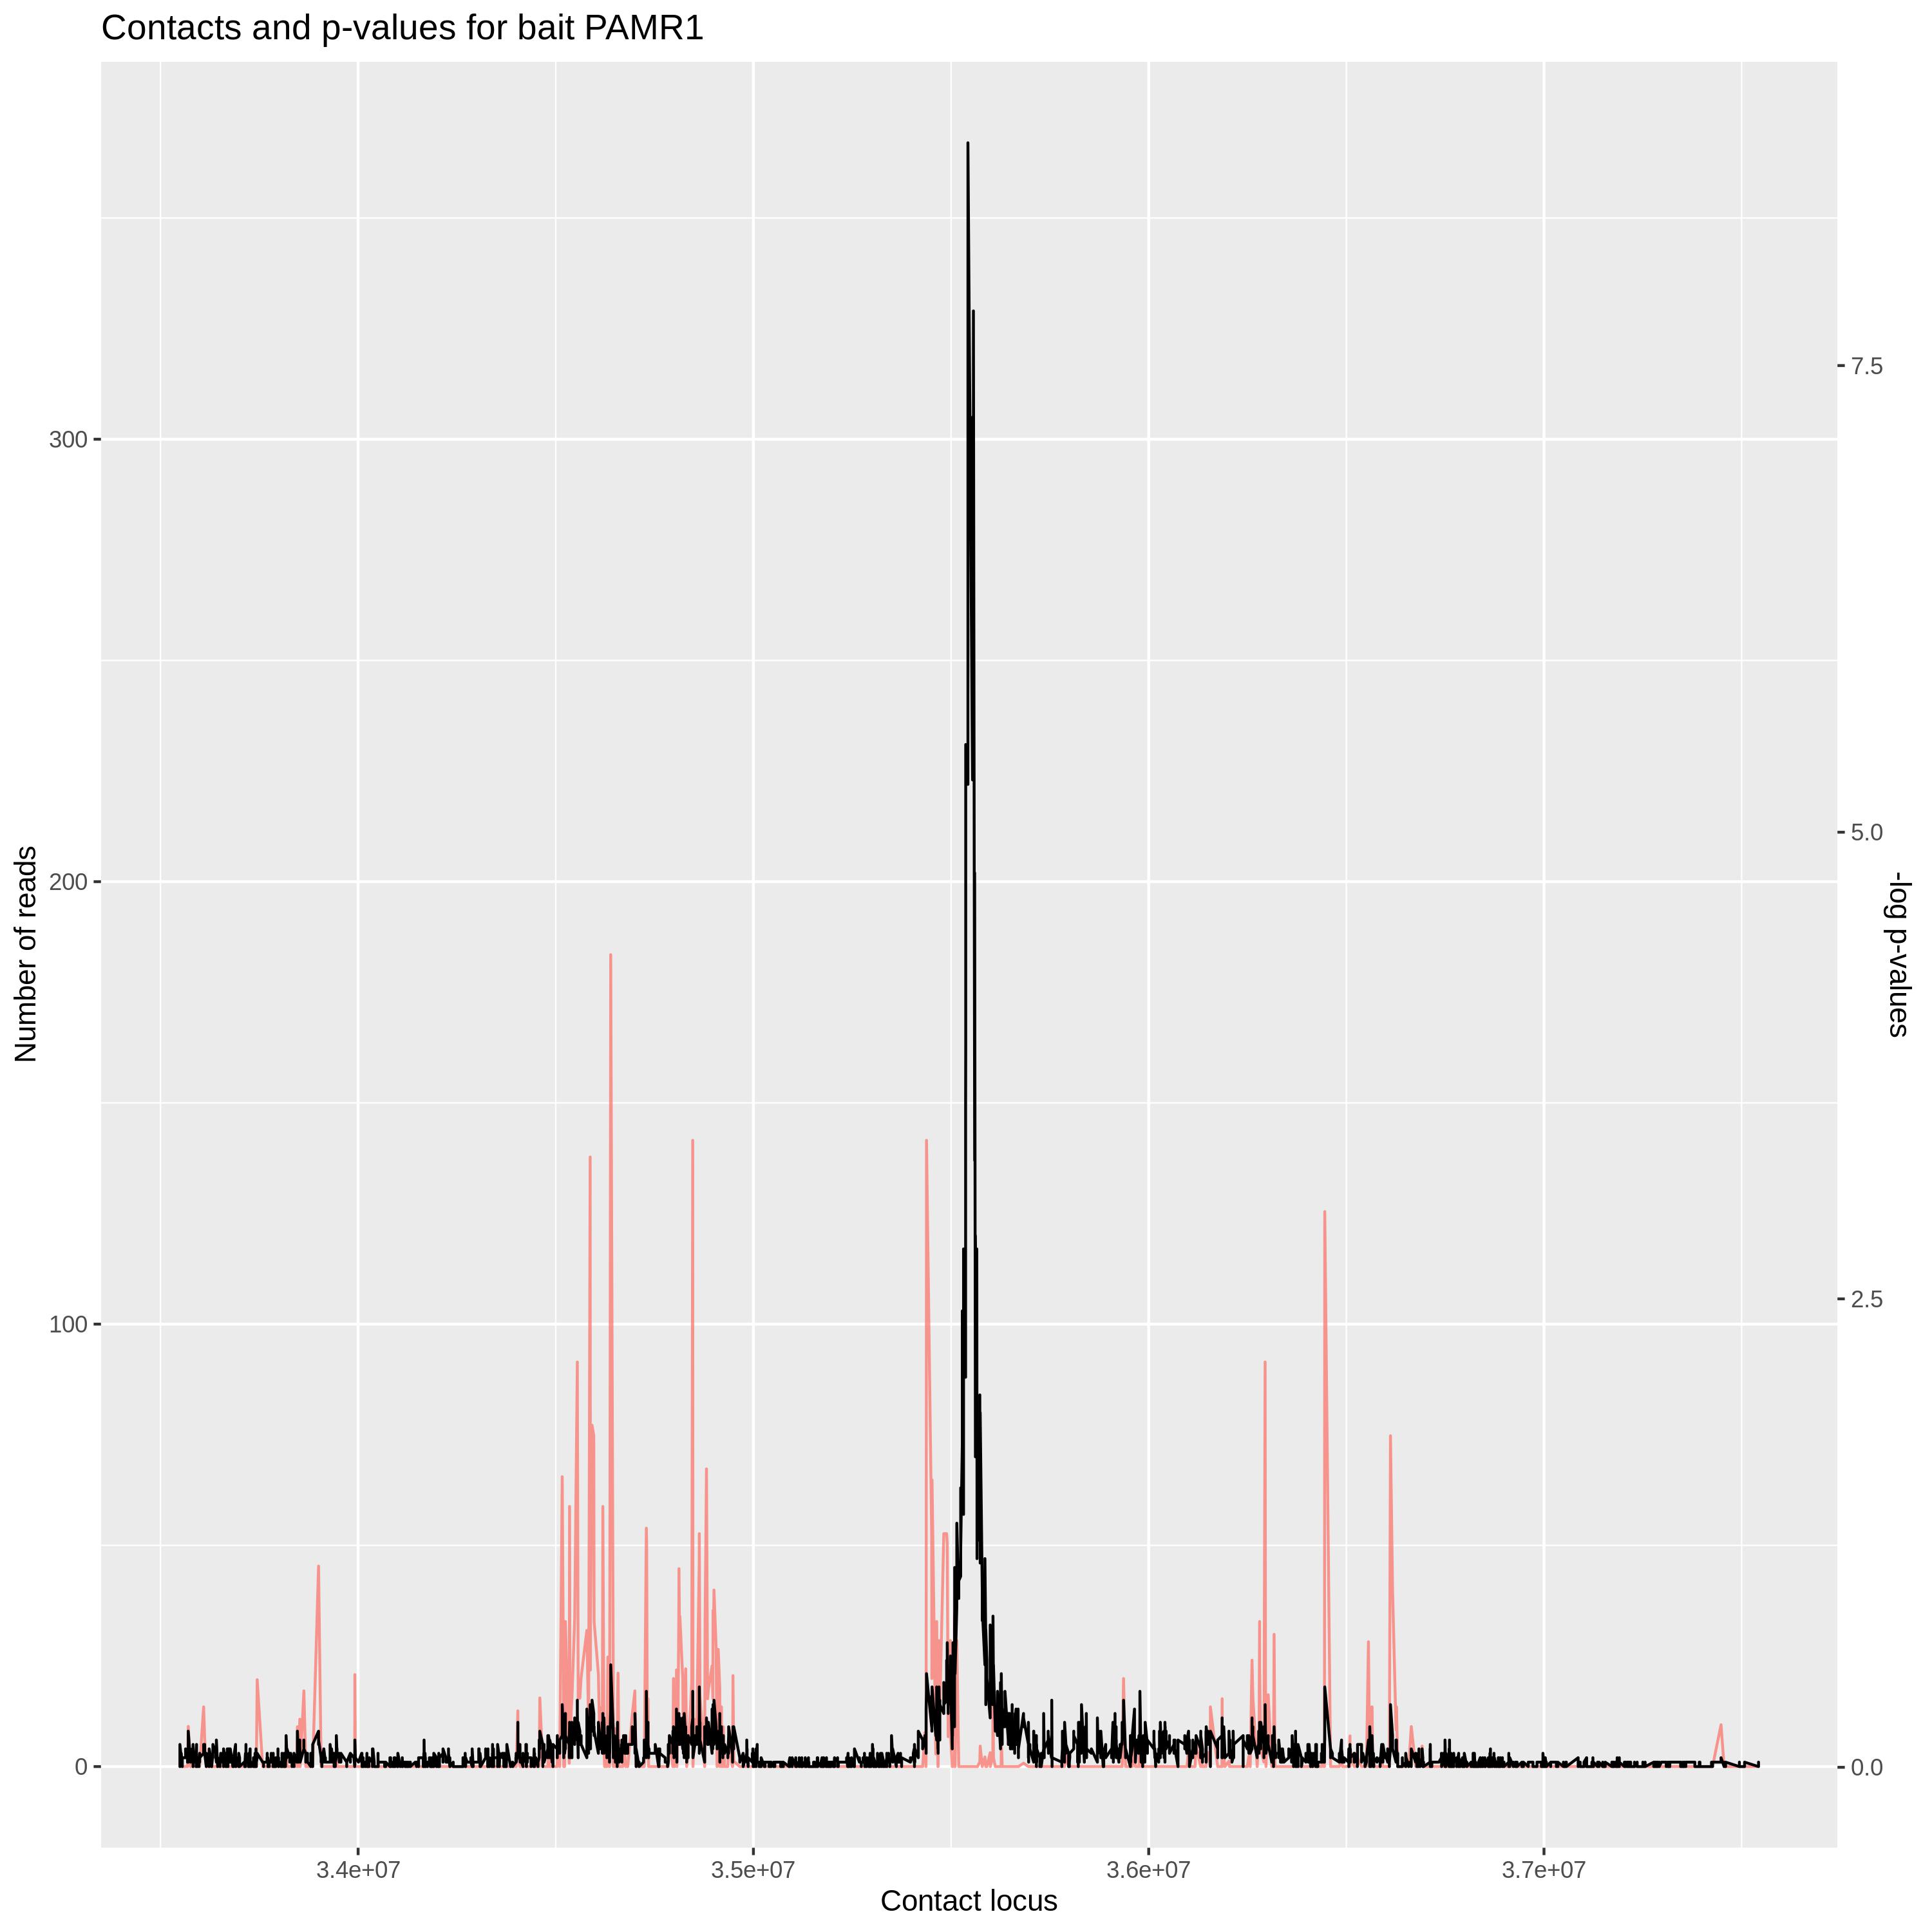 Contacts and p-values for bait PAMR1
Number of reads
300
200
100
0
7.5
5.0
2.5
0.0
-log p-values
3.4e+07
3.5e+07
3.6e+07
3.7e+07
Contact locus